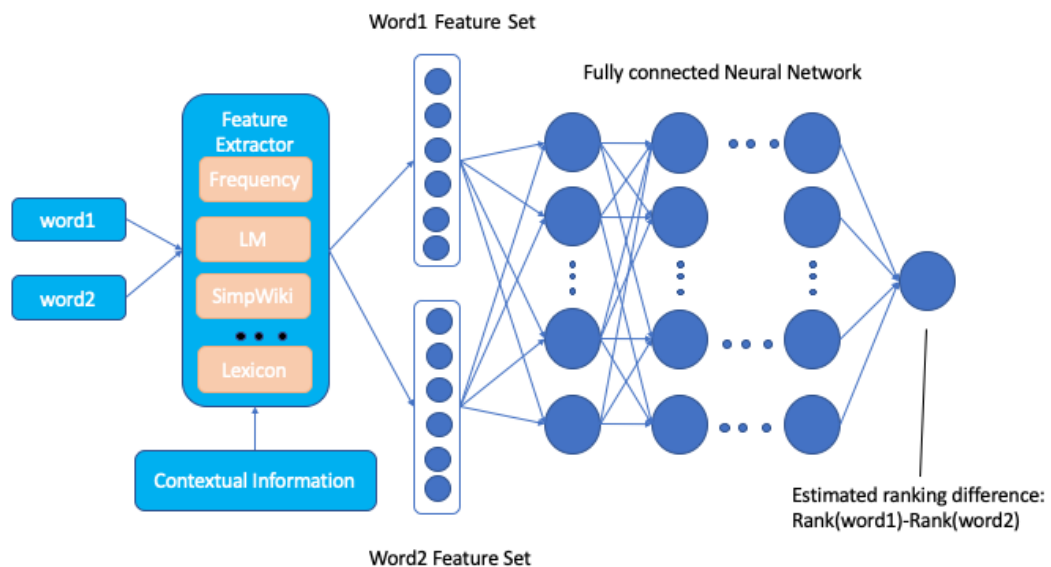 Word1 Feature Set
Fully connected Neural Network
Feature
Extractor
Frequency
word1
LM
word2
SimpWiki
Lexicon
Contextual Information
Estimated ranking difference:
Rank(word1)-Rank(word2)
Word2 Feature Set